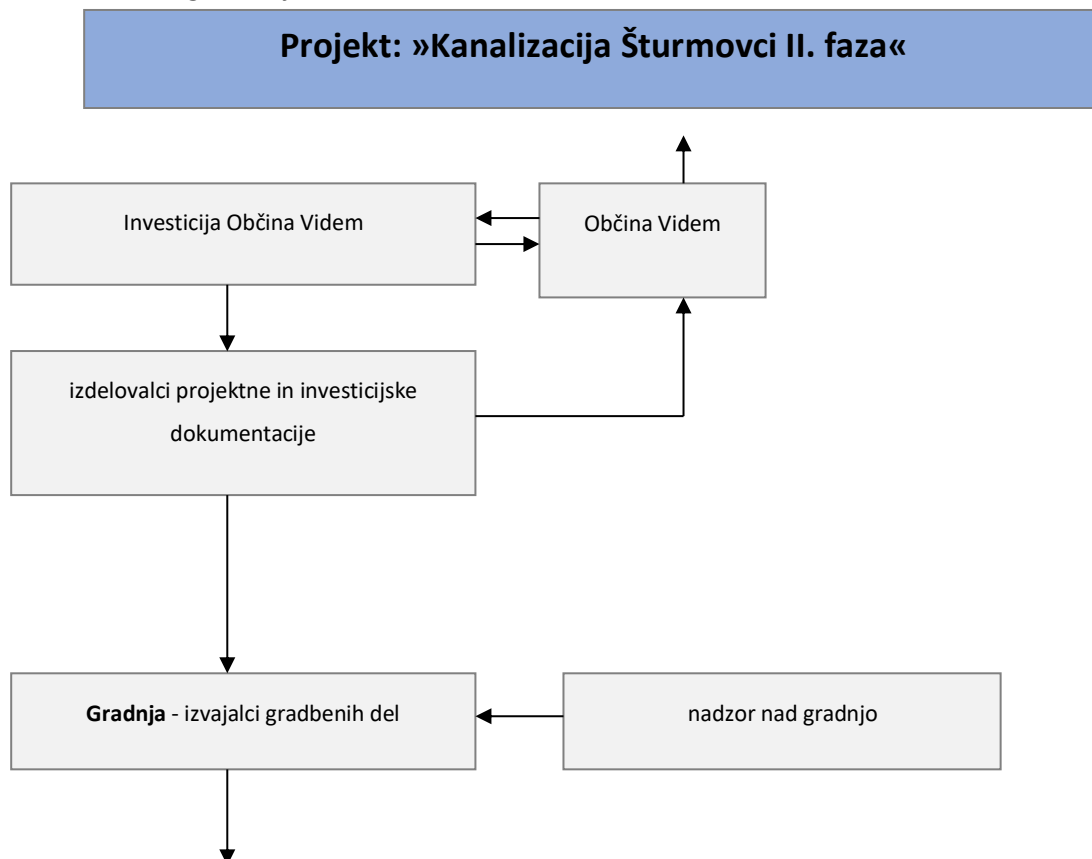 Projekt: »Kanalizacija Šturmovci II. faza«
Investicija Občina Videm
Občina Videm
izdelovalci projektne in investicijske
dokumentacije
Gradnja - izvajalci gradbenih del
nadzor nad gradnjo